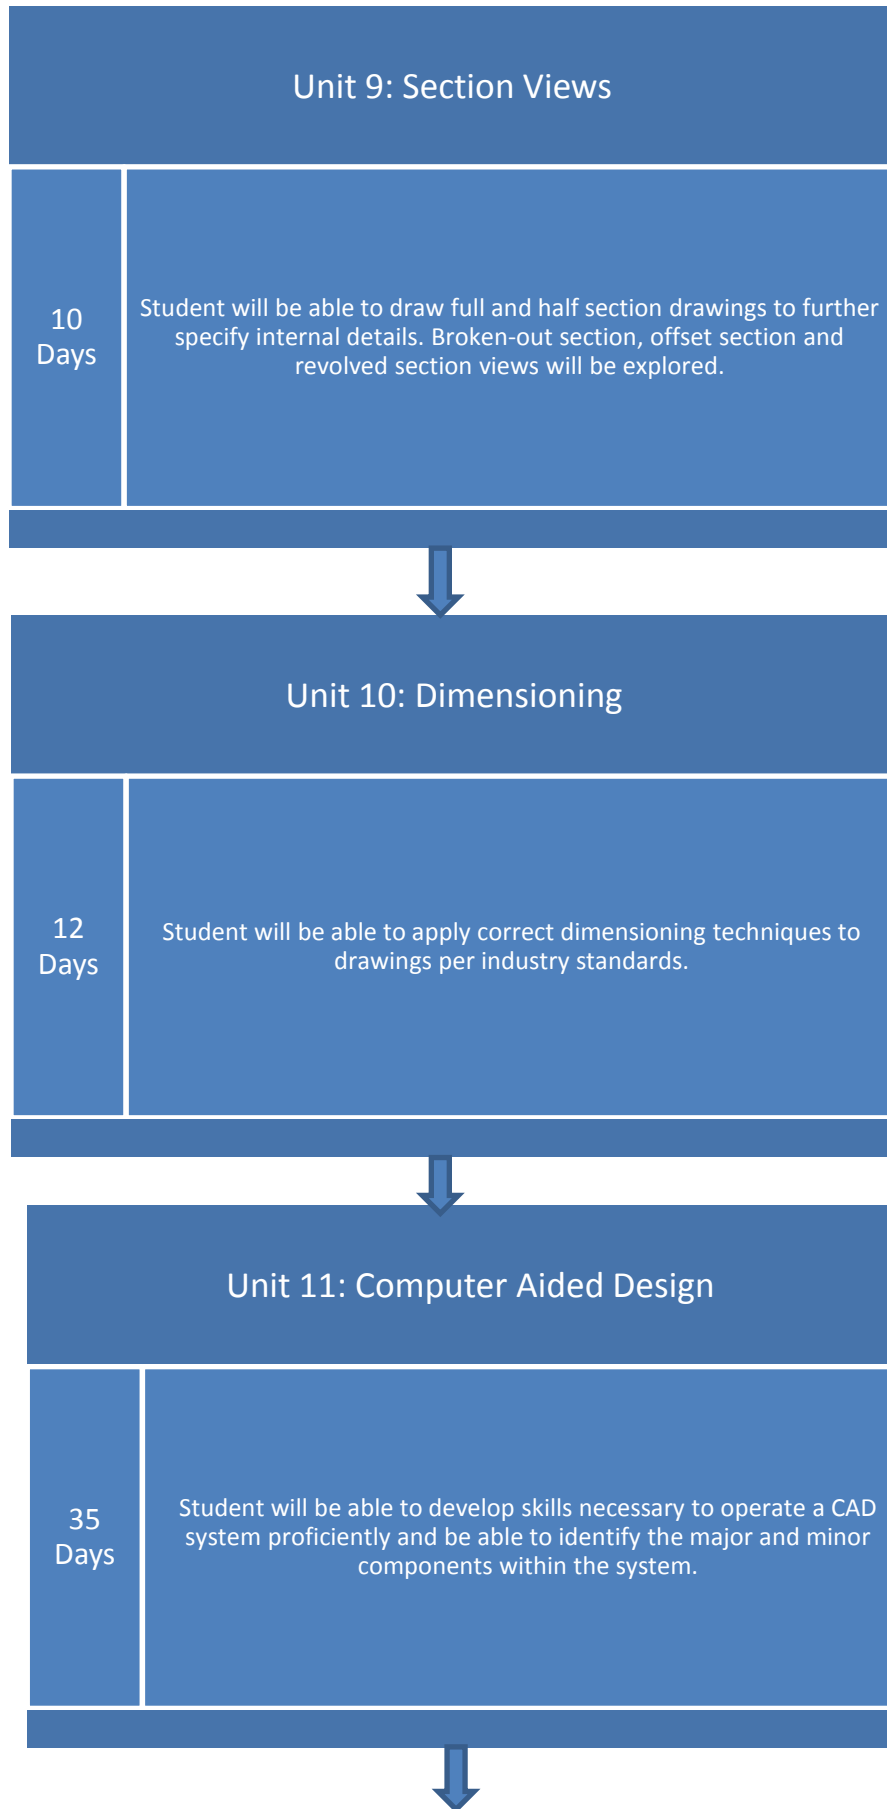 Unit 9: Section Views
10
Days
Student will be able to draw full and half section drawings to further
specify internal details. Broken-out section, offset section and
revolved section views will be explored.
Unit 10: Dimensioning
12
Days
Student will be able to apply correct dimensioning techniques to
drawings per industry standards.
Unit 11: Computer Aided Design
35
Days
Student will be able to develop skills necessary to operate a CAD
system proficiently and be able to identify the major and minor
components within the system.